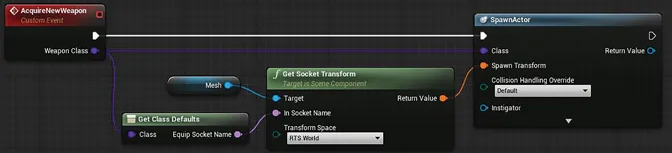 AcquireNewWeapon
Custom Event
Weapon Class
Mesh
Get Class Defaults
Class
Equip Socket Name
Get Socket Transform
Target is Scene Component
Target
Return Value
In Socket Name
Transform Space
RTS World
SpawnActor
Class
Return Value
Spawn Transform
Collision Handling Override
Default
Instigator